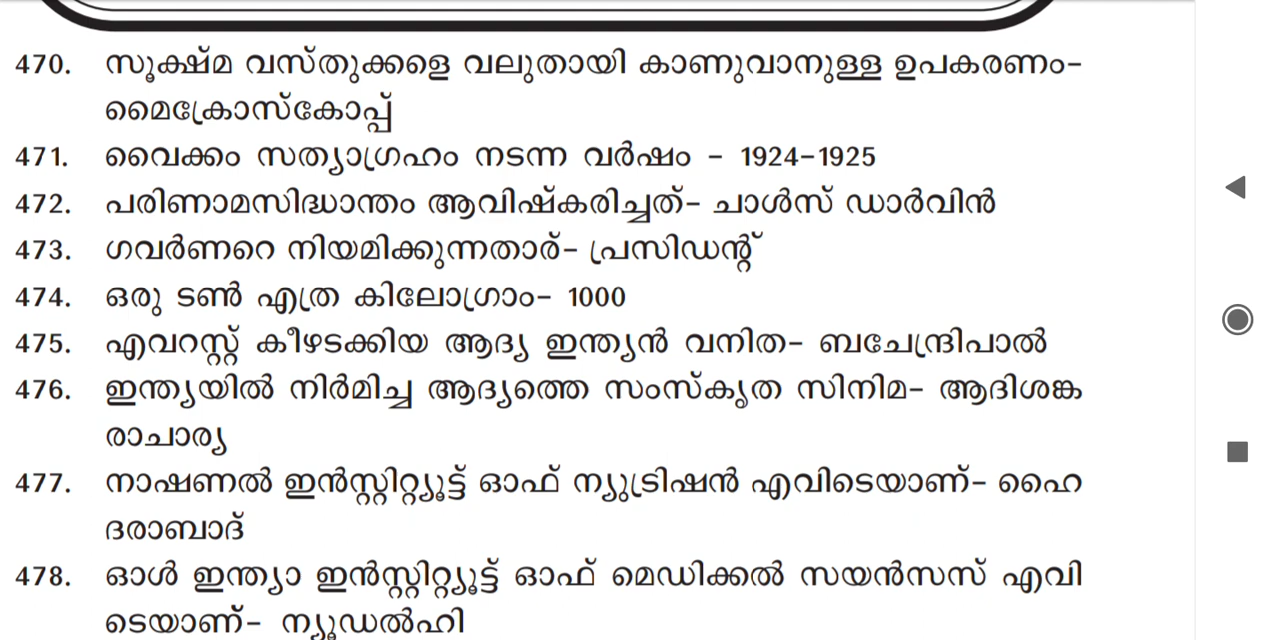 470. സൂക്ഷ്മ വസ്തുക്കളെ വലുതായി കാണുവാനുള്ള ഉപകരണം-
മൈക്രോസ്കോപ്പ്
471. വൈക്കം സത്യാഗ്രഹം നടന്ന വർഷം - 1924-1925
472. പരിണാമസിദ്ധാന്തം ആവിഷ്കരിച്ചത്- ചാൾസ് ഡാർവിൻ
473. ഗവർണറെ നിയമിക്കുന്നതാര്- പ്രസിഡന്റ്
474. ഒരു ടൺ എത്ര കിലോഗ്രാം- 1000
475. എവറസ്റ്റ് കീഴടക്കിയ ആദ്യ ഇന്ത്യൻ വനിത- ബചേന്ദ്രിപാൽ
476. ഇന്ത്യയിൽ നിർമിച്ച ആദ്യത്തെ സംസ്കൃത സിനിമ- ആദിശങ്ക
രാചാര്യ
477. നാഷണൽ ഇൻസ്റ്റിറ്റ്യൂട്ട് ഓഫ് ന്യുട്രിഷൻ എവിടെയാണ്- ഹൈ
ദരാബാദ്
478. ഓൾ ഇന്ത്യാ ഇൻസ്റ്റിറ്റ്യൂട്ട് ഓഫ് മെഡിക്കൽ സയൻസസ് എവി
ടെയാണ്- ന്യൂഡൽഹി